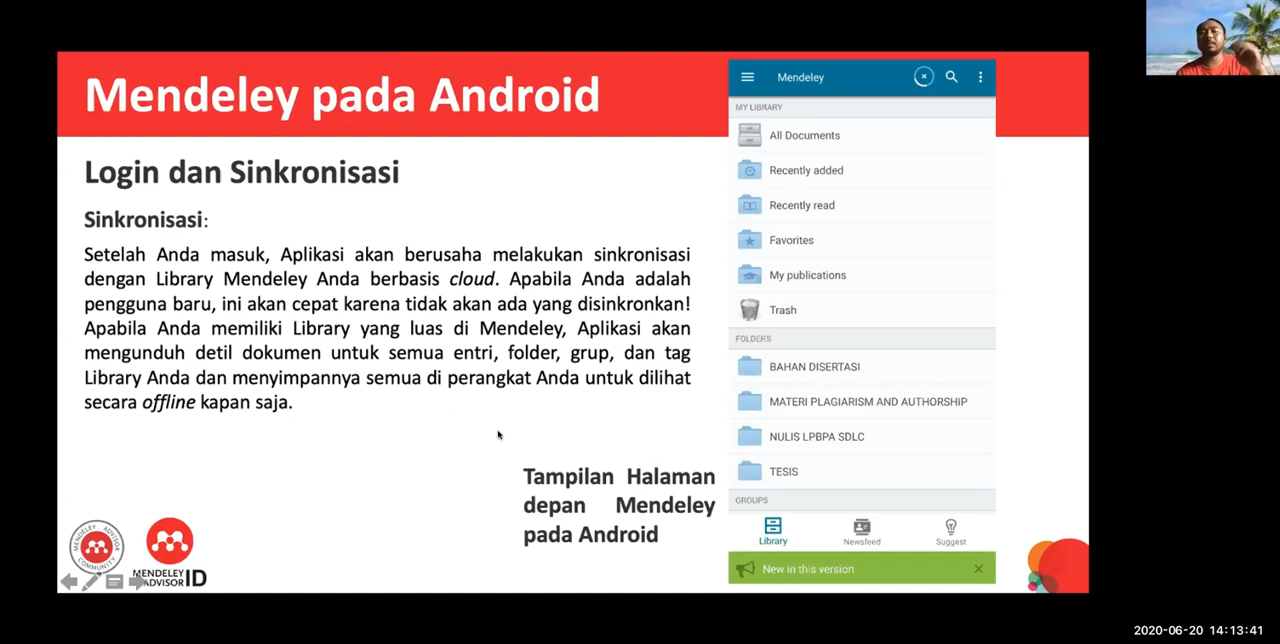 Mendeley pada Android
Login dan Sinkronisasi
Sinkronisasi:
Setelah Anda masuk, Aplikasi akan berusaha melakukan sinkronisasi
dengan Library Mendeley Anda berbasis cloud. Apabila Anda adalah
pengguna baru, ini akan cepat karena tidak akan ada yang disinkronkan!
Apabila Anda memiliki Library yang luas di Mendeley, Aplikasi akan
mengunduh detil dokumen untuk semua entri, folder, grup, dan tag
Library Anda dan menyimpannya semua di perangkat Anda untuk dilihat
secara offline kapan saja.
Tampilan Halaman
depan Mendeley
pada Android
MENDELEY ADVISOR
COMMUNITY
MENDELEY
ADVISOR ID
Mendeley
MY LIBRARY
All Documents
Recently added
Recently read
Favorites
My publications
Trash
FOLDERS
BAHAN DISERTASI
MATERI PLAGIARISM AND AUTHORSHIP
NULIS LPBPA SDLC
TESIS
GROUPS
Library
Newsfeed
Suggest
New in this version
2020-06-20 14:13:41